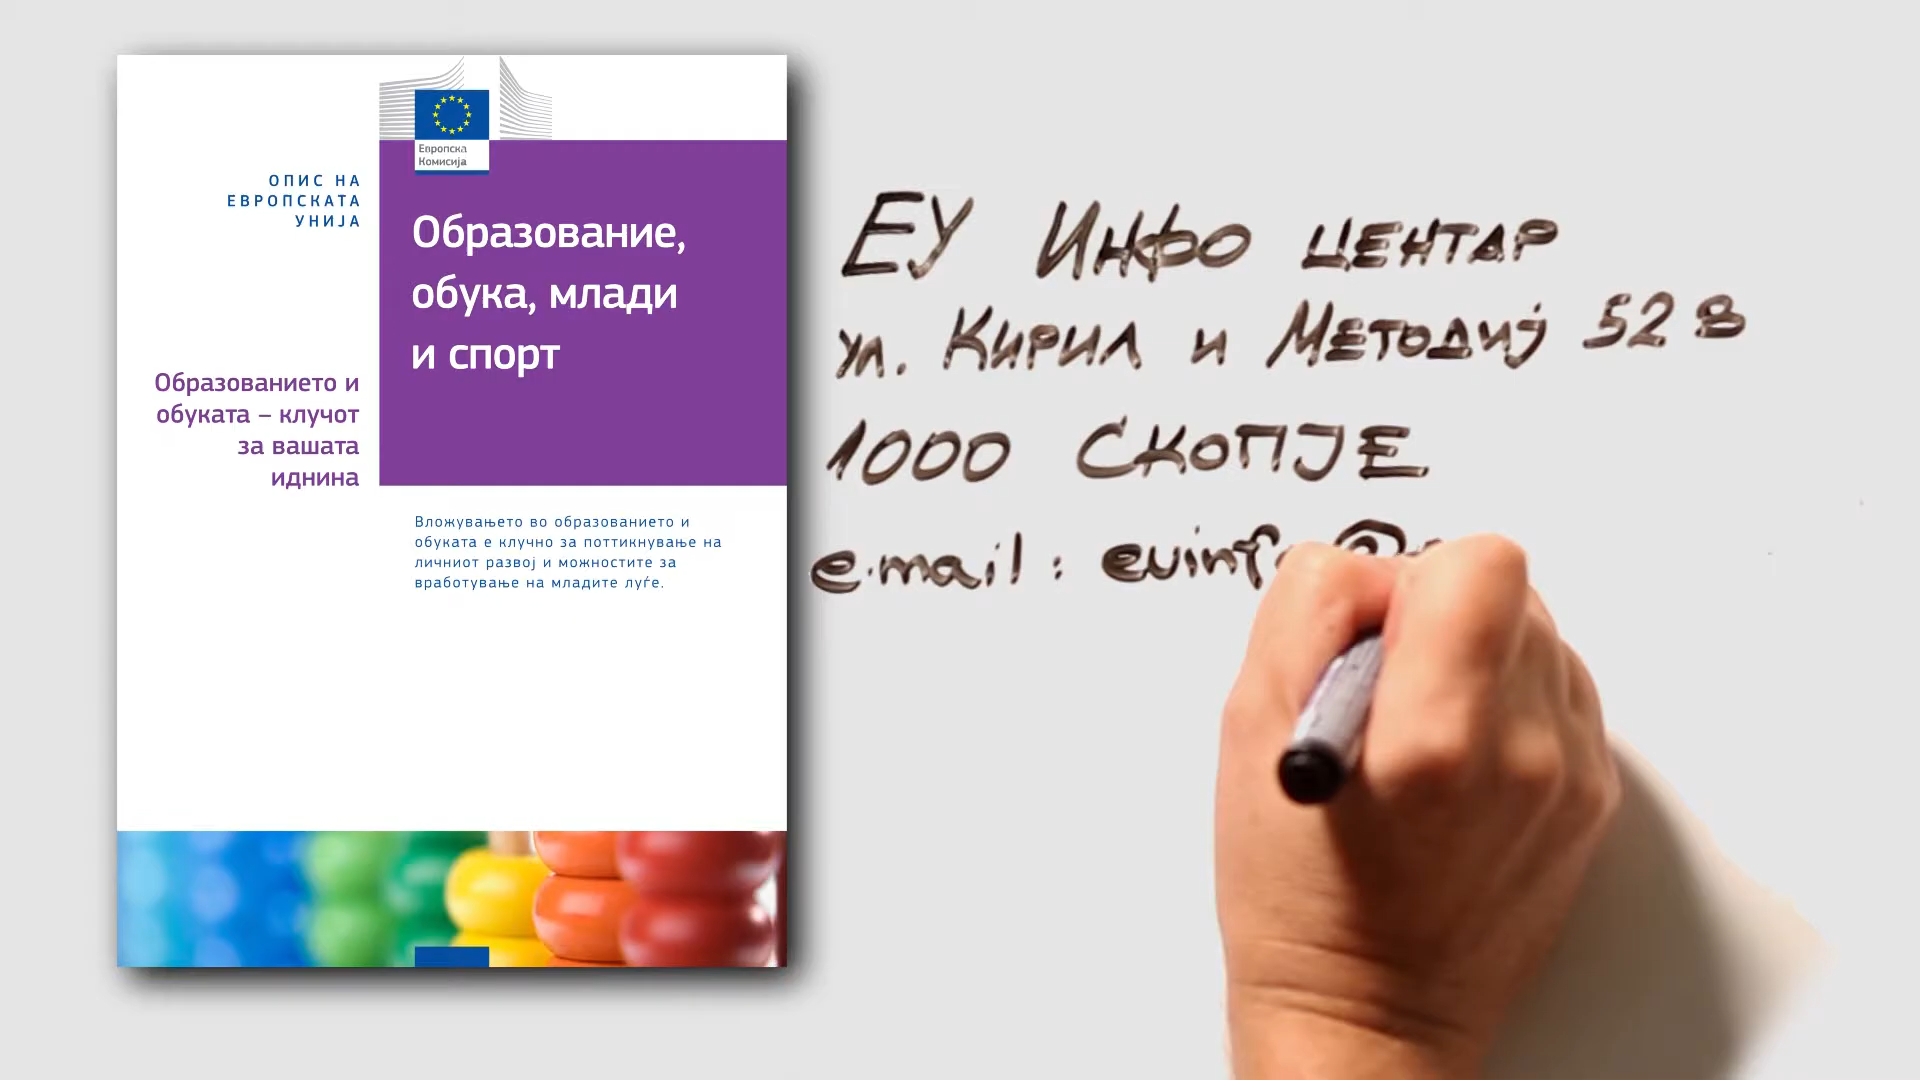 Европска
Комисија
ОПИС НА
ЕВРОПСКАТА
УНИЈА
Образование,
обука, млади
и спорт
Образованието и
обуката – клучот
за вашата
иднина
Вложувањето во образованието и
обуката е клучно за поттикнување на
личниот развој и можностите за
вработување на младите луѓе.
ЕУ Инфо ЦЕНТАР
ул. Кирил и Методиј 52 В
1000 СКОПЈЕ
e-mail :